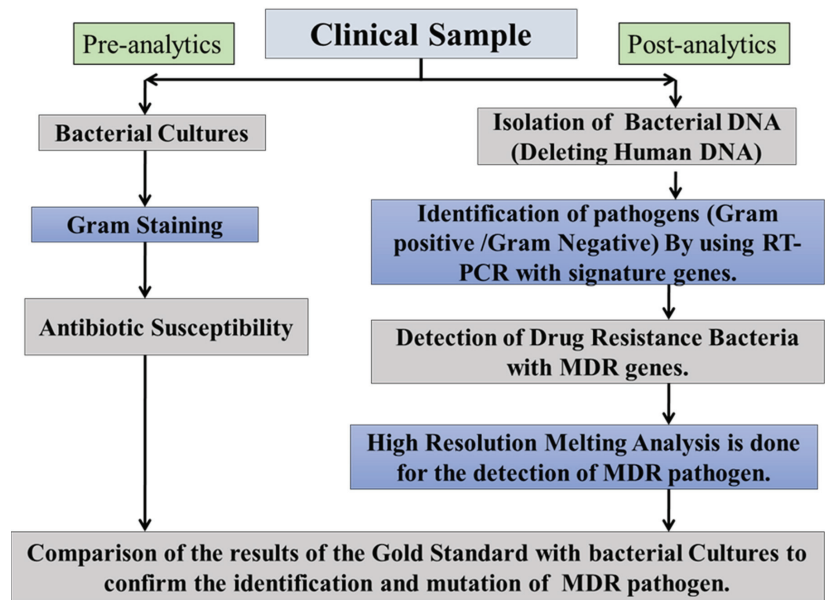 Pre-analytics
Clinical Sample
Post-analytics
Bacterial Cultures
Gram Staining
Antibiotic Susceptibility
Isolation of Bacterial DNA
(Deleting Human DNA)
Identification of pathogens (Gram
positive /Gram Negative) By using RT-
PCR with signature genes.
Detection of Drug Resistance Bacteria
with MDR genes.
High Resolution Melting Analysis is done
for the detection of MDR pathogen.
Comparison of the results of the Gold Standard with bacterial Cultures to
confirm the identification and mutation of MDR pathogen.